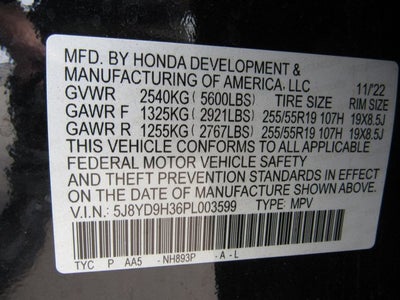 MFD. BY HONDA DEVELOPMENT &
MANUFACTURING OF AMERICA, LLC 11/22
GVWR 2540KG (5600LBS) TIRE SIZE RIM SIZE
GAWR F 1325KG (2921LBS) 255/55R19 107H 19X8.5J
GAWR R 1255KG (2767LBS) 255/55R19 107H 19X8.5J
THIS VEHICLE CONFORMS TO ALL APPLICABLE
FEDERAL MOTOR VEHICLE SAFETY
AND THEFT PREVENTION STANDARDS IN EFFECT
ON THE DATE OF MANUFACTURE SHOWN ABOVE.
V.I.N.: 5J8YD9H36PL003599 TYPE: MPV
TYC P AA5 -NH893P -A-L